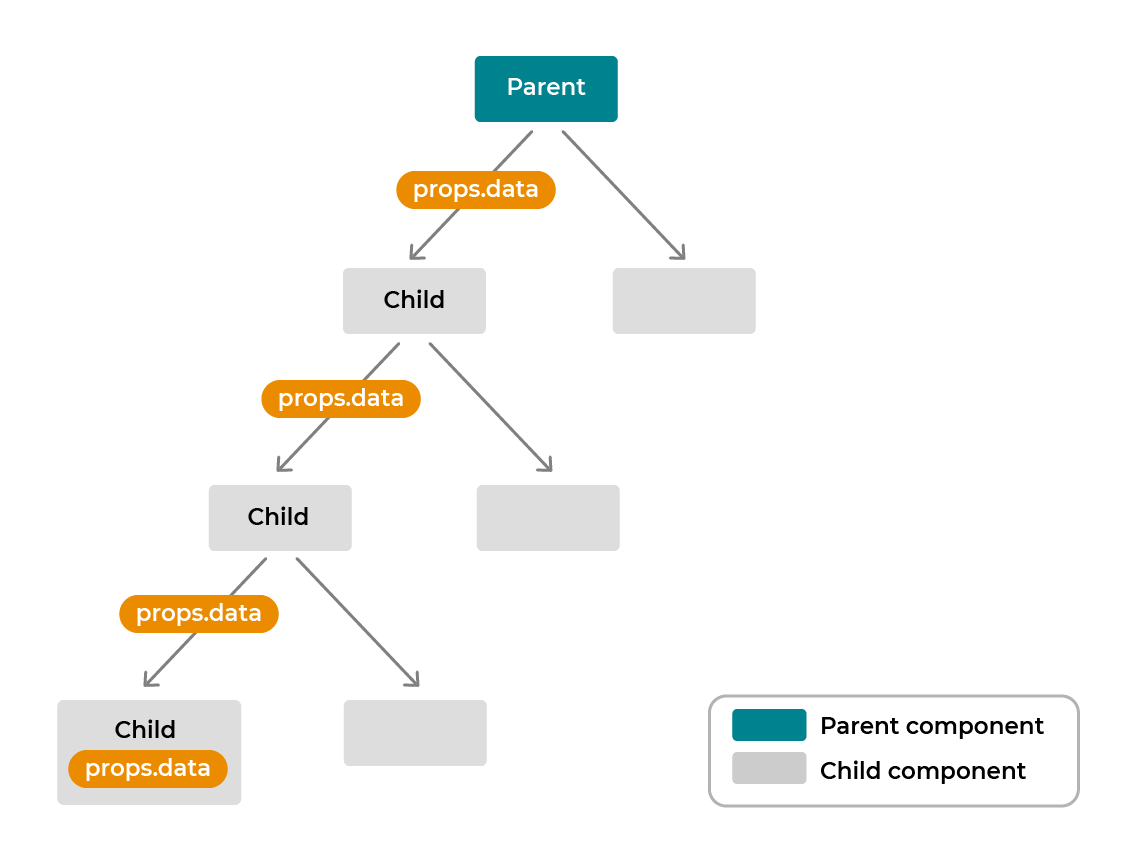 Parent
props.data
Child
props.data
Child
props.data
Child
props.data
Parent component
Child component